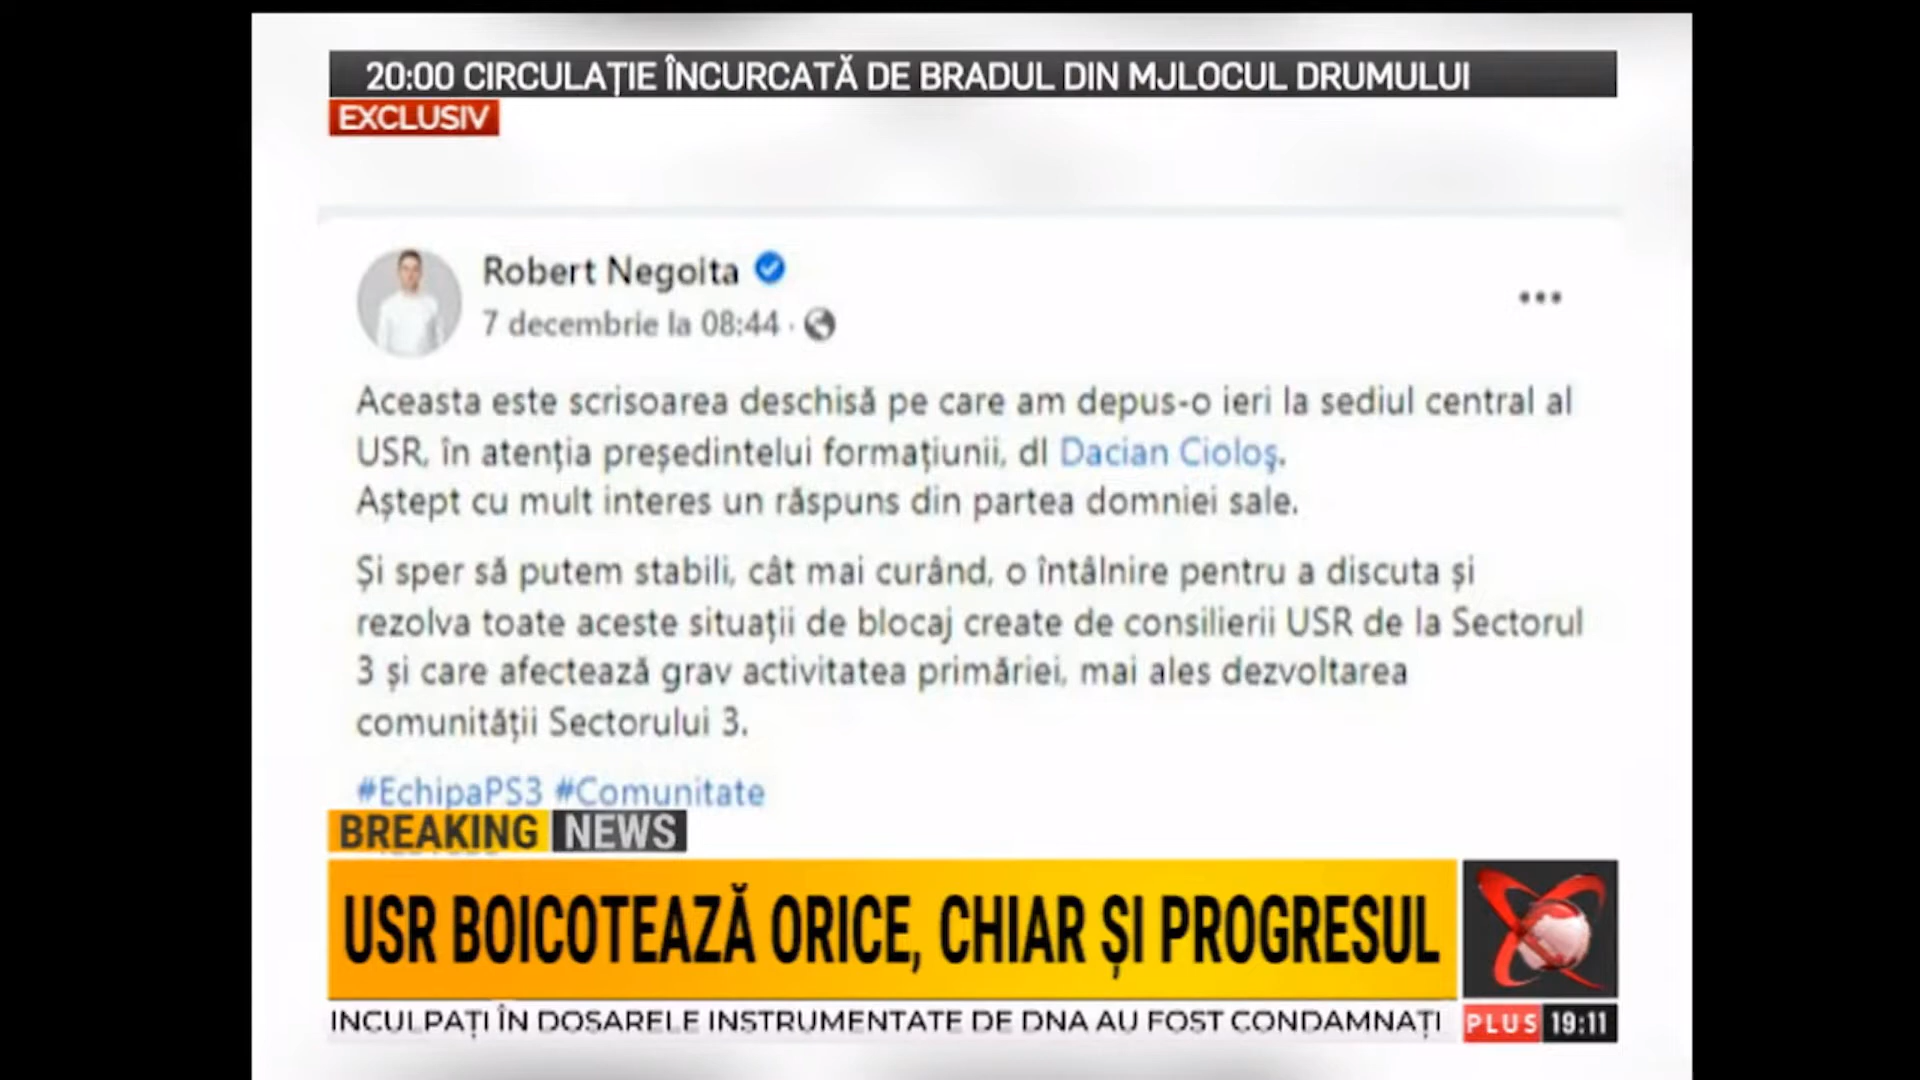 20:00 CIRCULAȚIE ÎNCURCATĂ DE BRADUL DIN MJLOCUL DRUMULUI
EXCLUSIV
Robert Negoita
7 decembrie la 08:44 ·
Aceasta este scrisoarea deschisă pe care am depus-o ieri la sediul central al
USR, în atenția președintelui formațiunii, dl Dacian Cioloș.
Aștept cu mult interes un răspuns din partea domniei sale.
Și sper să putem stabili, cât mai curând, o întâlnire pentru a discuta și
rezolva toate aceste situații de blocaj create de consilierii USR de la Sectorul
3 și care afectează grav activitatea primăriei, mai ales dezvoltarea
comunității Sectorului 3.
#EchipaPS3 #Comunitate
BREAKING NEWS
USR BOICOTEAZĂ ORICE, CHIAR ȘI PROGRESUL
INCULPAȚI ÎN DOSARELE INSTRUMENTATE DE DNA AU FOST CONDAMNAȚI
PLUS 19:11